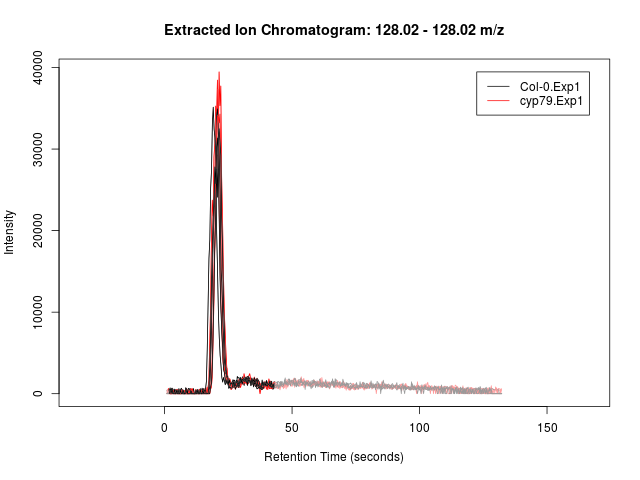 Extracted Ion Chromatogram: 128.02 - 128.02 m/z
Col-0.Exp1
cyp79.Exp1
40000
30000
20000
10000
0
Intensity
0 50 100 150
Retention Time (seconds)